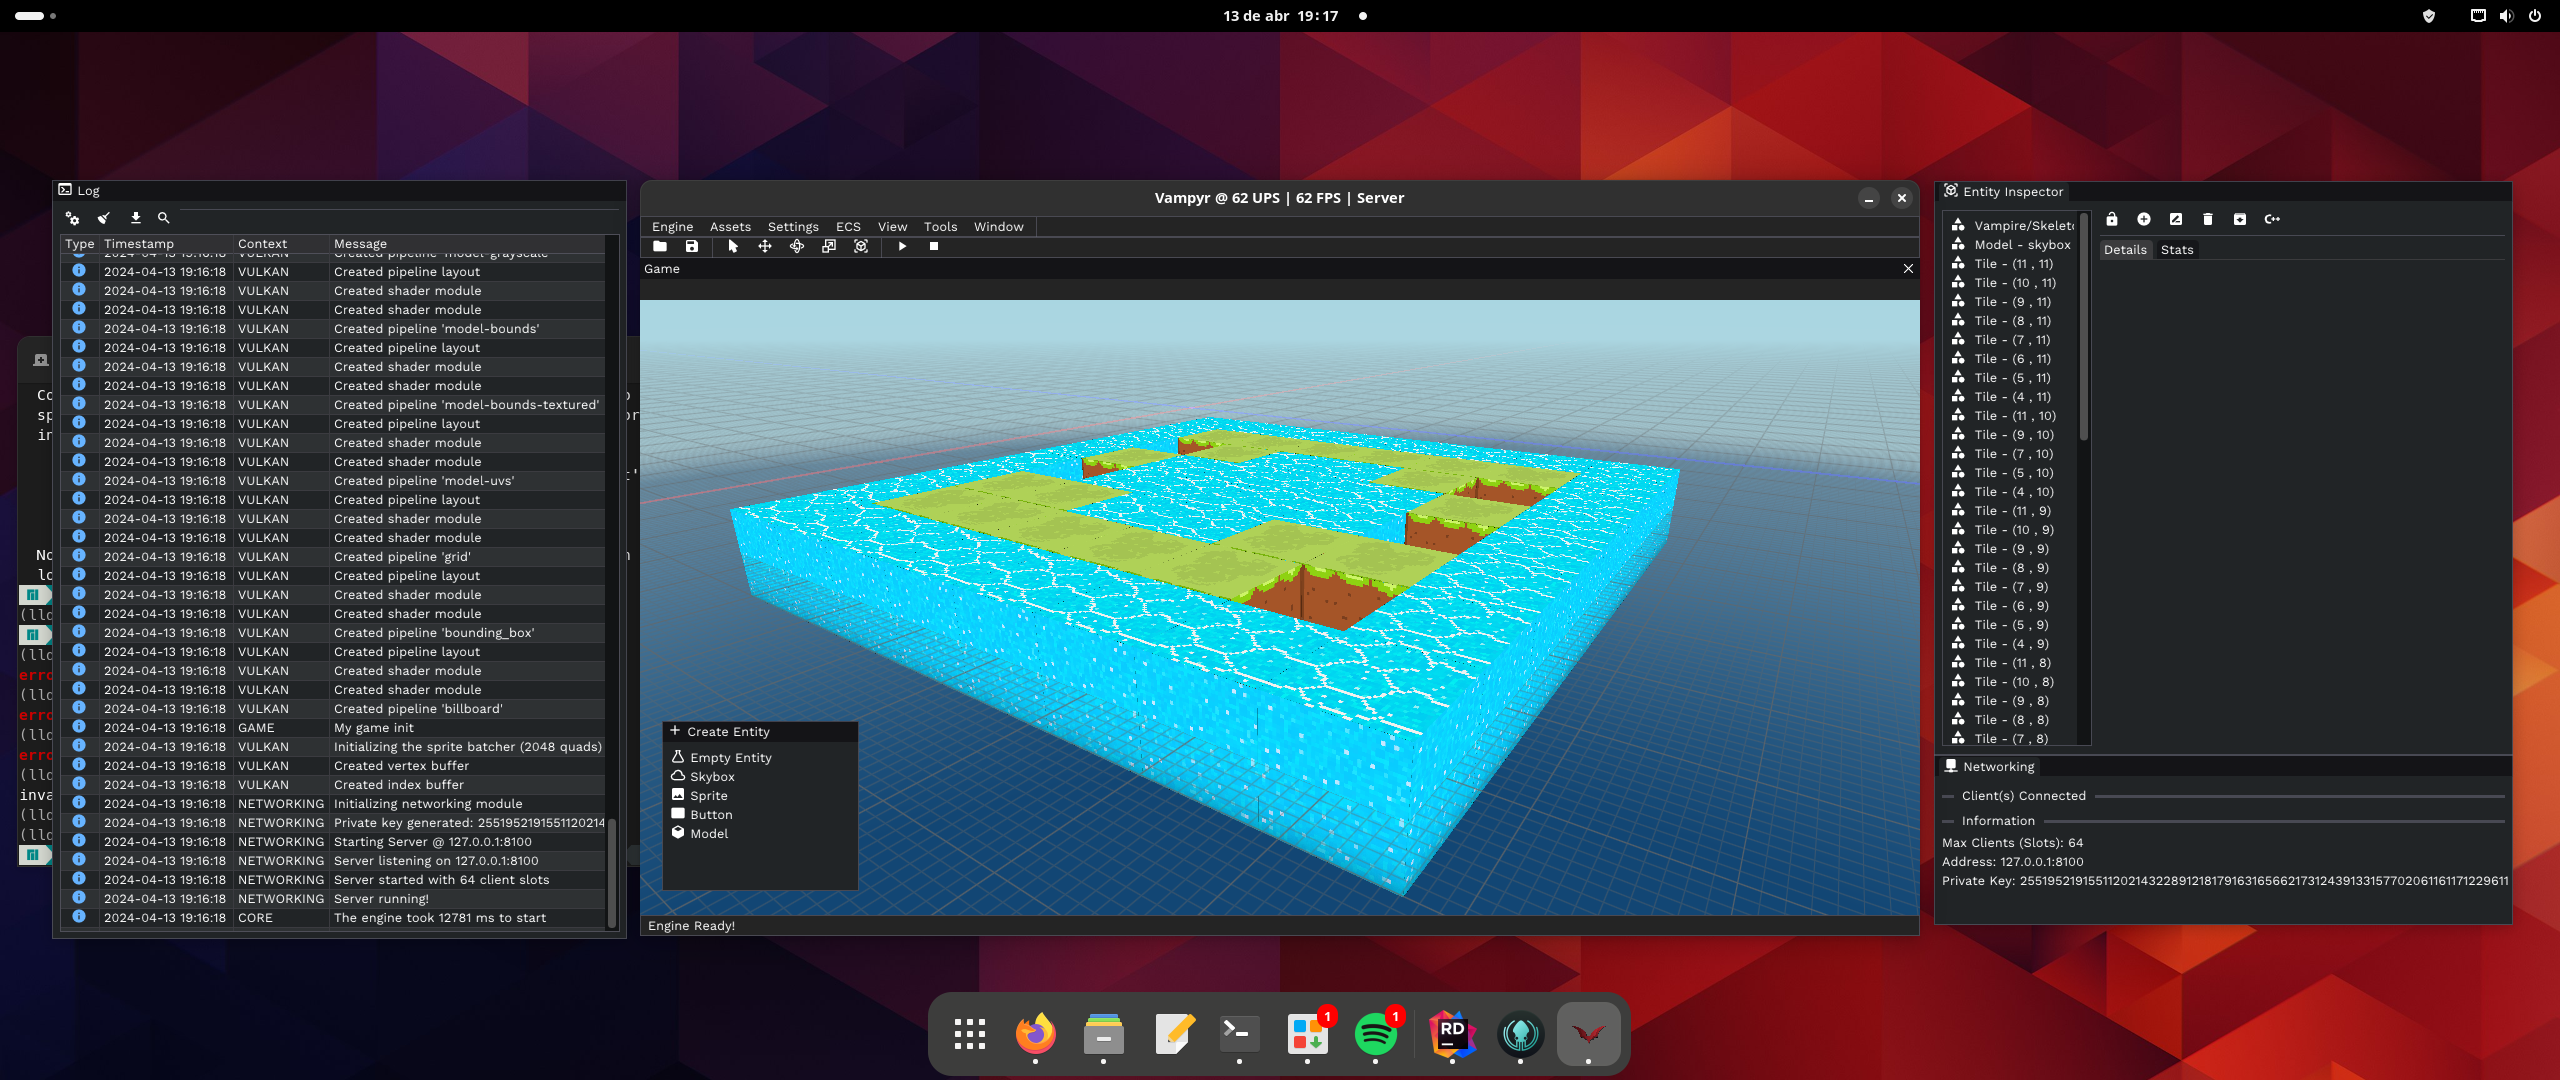 13 de abr 19:17
Log
Type Timestamp Context Message
Created pipeline 'model-grayscale'
2024-04-13 19:16:18 VULKAN Created pipeline layout
2024-04-13 19:16:18 VULKAN Created shader module
2024-04-13 19:16:18 VULKAN Created shader module
2024-04-13 19:16:18 VULKAN Created pipeline 'model-bounds'
2024-04-13 19:16:18 VULKAN Created pipeline layout
2024-04-13 19:16:18 VULKAN Created shader module
2024-04-13 19:16:18 VULKAN Created shader module
2024-04-13 19:16:18 VULKAN Created pipeline 'model-bounds-textured'
2024-04-13 19:16:18 VULKAN Created pipeline layout
2024-04-13 19:16:18 VULKAN Created shader module
2024-04-13 19:16:18 VULKAN Created shader module
2024-04-13 19:16:18 VULKAN Created pipeline 'model-uvs'
2024-04-13 19:16:18 VULKAN Created pipeline layout
2024-04-13 19:16:18 VULKAN Created shader module
2024-04-13 19:16:18 VULKAN Created shader module
2024-04-13 19:16:18 VULKAN Created pipeline 'grid'
2024-04-13 19:16:18 VULKAN Created pipeline layout
2024-04-13 19:16:18 VULKAN Created shader module
2024-04-13 19:16:18 VULKAN Created shader module
2024-04-13 19:16:18 VULKAN Created pipeline 'bounding_box'
2024-04-13 19:16:18 VULKAN Created pipeline layout
2024-04-13 19:16:18 VULKAN Created shader module
2024-04-13 19:16:18 VULKAN Created shader module
2024-04-13 19:16:18 VULKAN Created pipeline 'billboard'
2024-04-13 19:16:18 GAME My game init
2024-04-13 19:16:18 VULKAN Initializing the sprite batcher (2048 quads)
2024-04-13 19:16:18 VULKAN Created vertex buffer
2024-04-13 19:16:18 VULKAN Created index buffer
2024-04-13 19:16:18 NETWORKING Initializing networking module
2024-04-13 19:16:18 NETWORKING Private key generated: 2551952191551120214
2024-04-13 19:16:18 NETWORKING Starting Server @ 127.0.0.1:8100
2024-04-13 19:16:18 NETWORKING Server listening on 127.0.0.1:8100
2024-04-13 19:16:18 NETWORKING Server started with 64 client slots
2024-04-13 19:16:18 NETWORKING Server running!
2024-04-13 19:16:18 CORE The engine took 12781 ms to start
Vampyr @ 62 UPS | 62 FPS | Server
Engine Assets Settings ECS View Tools Window
Game
Create Entity
Empty Entity
Skybox
Sprite
Button
Model
Engine Ready!
Entity Inspector
Vampire/Skelet
Model - skybox
Tile - (11 , 11)
Tile - (10 , 11)
Tile - (9 , 11)
Tile - (8 , 11)
Tile - (7 , 11)
Tile - (6 , 11)
Tile - (5 , 11)
Tile - (4 , 11)
Tile - (11 , 10)
Tile - (9 , 10)
Tile - (7 , 10)
Tile - (5 , 10)
Tile - (4 , 10)
Tile - (11 , 9)
Tile - (10 , 9)
Tile - (9 , 9)
Tile - (8 , 9)
Tile - (7 , 9)
Tile - (6 , 9)
Tile - (5 , 9)
Tile - (4 , 9)
Tile - (11 , 8)
Tile - (10 , 8)
Tile - (9 , 8)
Tile - (8 , 8)
Tile - (7 , 8)
C++
Details Stats
Networking
Client(s) Connected
Information
Max Clients (Slots): 64
Address: 127.0.0.1:8100
Private Key: 2551952191551120214322891218179163165662173124391331577020611611712296 11
1
1
RD